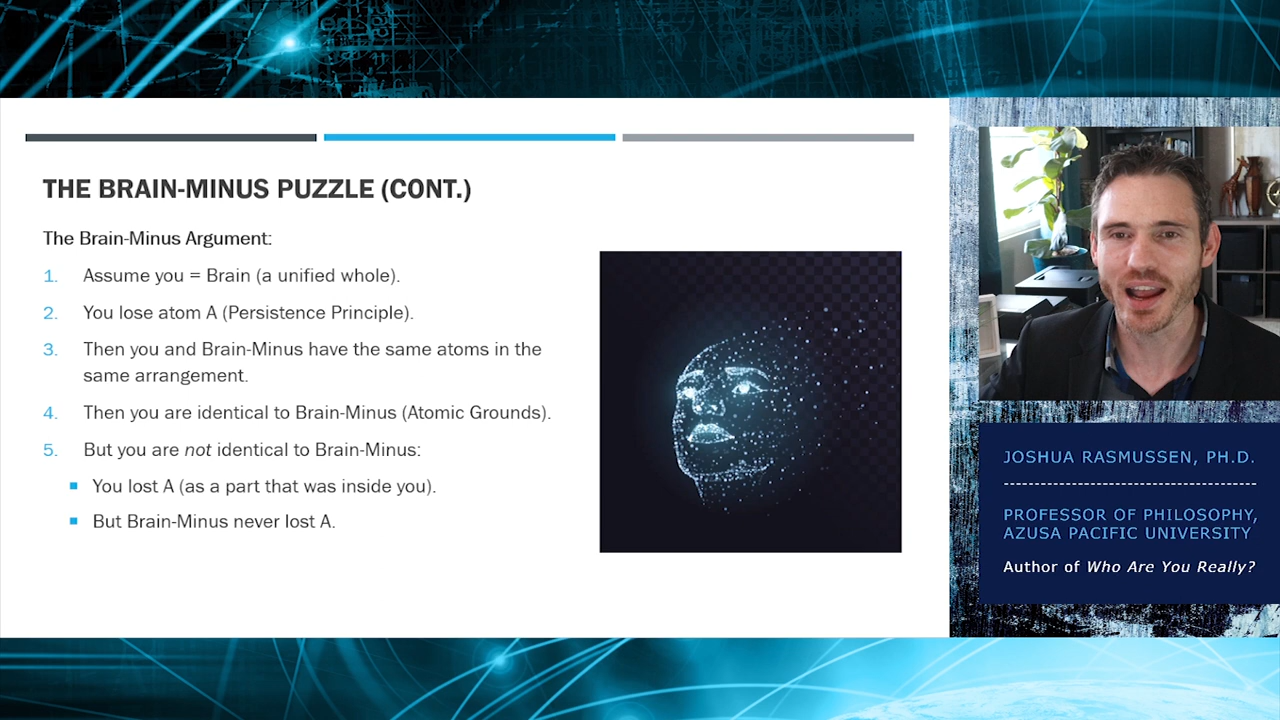 THE BRAIN-MINUS PUZZLE (CONT.)
The Brain-Minus Argument:
1. Assume you = Brain (a unified whole).
2. You lose atom A (Persistence Principle).
3. Then you and Brain-Minus have the same atoms in the
same arrangement.
4. Then you are identical to Brain-Minus (Atomic Grounds).
5. But you are not identical to Brain-Minus:
▪ You lost A (as a part that was inside you).
▪ But Brain-Minus never lost A.
JOSHUA RASMUSSEN, PH.D.
------------------------------------
PROFESSOR OF PHILOSOPHY,
AZUSA PACIFIC UNIVERSITY
Author of Who Are You Really?